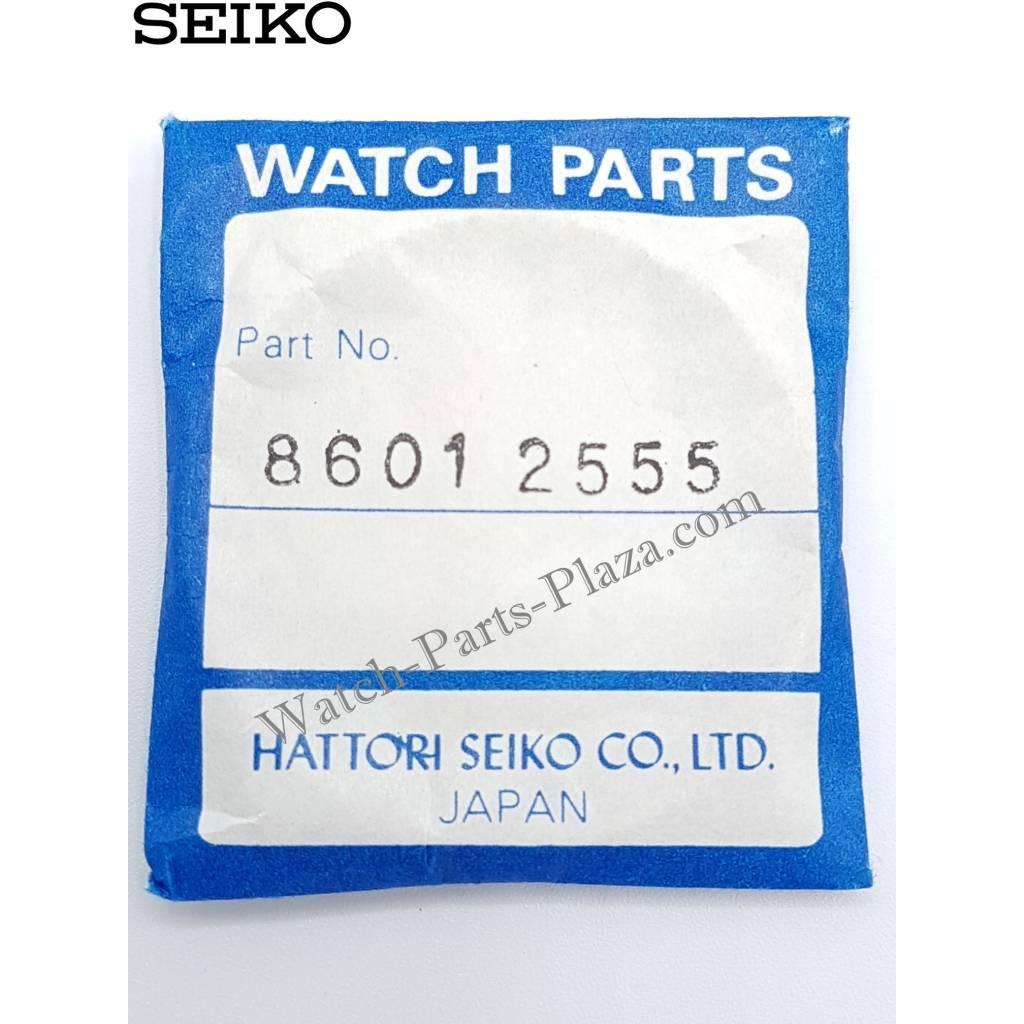 SEIKO
WATCH PARTS
Part No.
8601 2555
Watch-Parts-Plaza.com
HATTORI SEIKO CO., LTD.
JAPAN